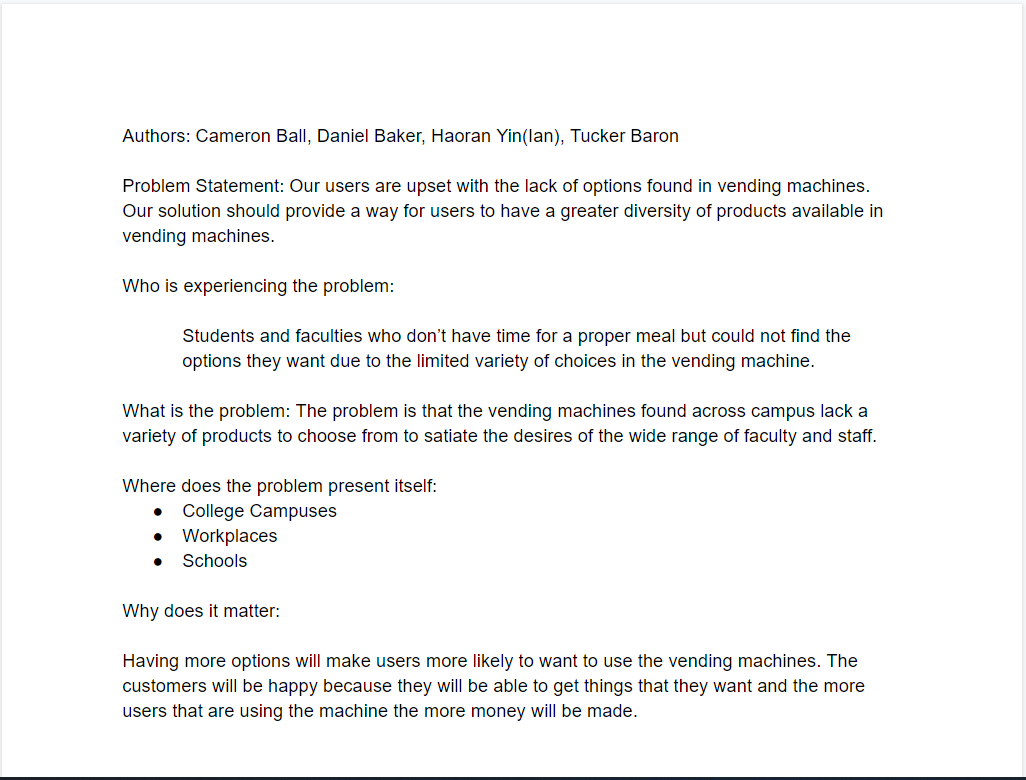 Authors: Cameron Ball, Daniel Baker, Haoran Yin(Ian), Tucker Baron
Problem Statement: Our users are upset with the lack of options found in vending machines.
Our solution should provide a way for users to have a greater diversity of products available in
vending machines.
Who is experiencing the problem:
Students and faculties who don’t have time for a proper meal but could not find the
options they want due to the limited variety of choices in the vending machine.
What is the problem: The problem is that the vending machines found across campus lack a
variety of products to choose from to satiate the desires of the wide range of faculty and staff.
Where does the problem present itself:
● College Campuses
● Workplaces
● Schools
Why does it matter:
Having more options will make users more likely to want to use the vending machines. The
customers will be happy because they will be able to get things that they want and the more
users that are using the machine the more money will be made.